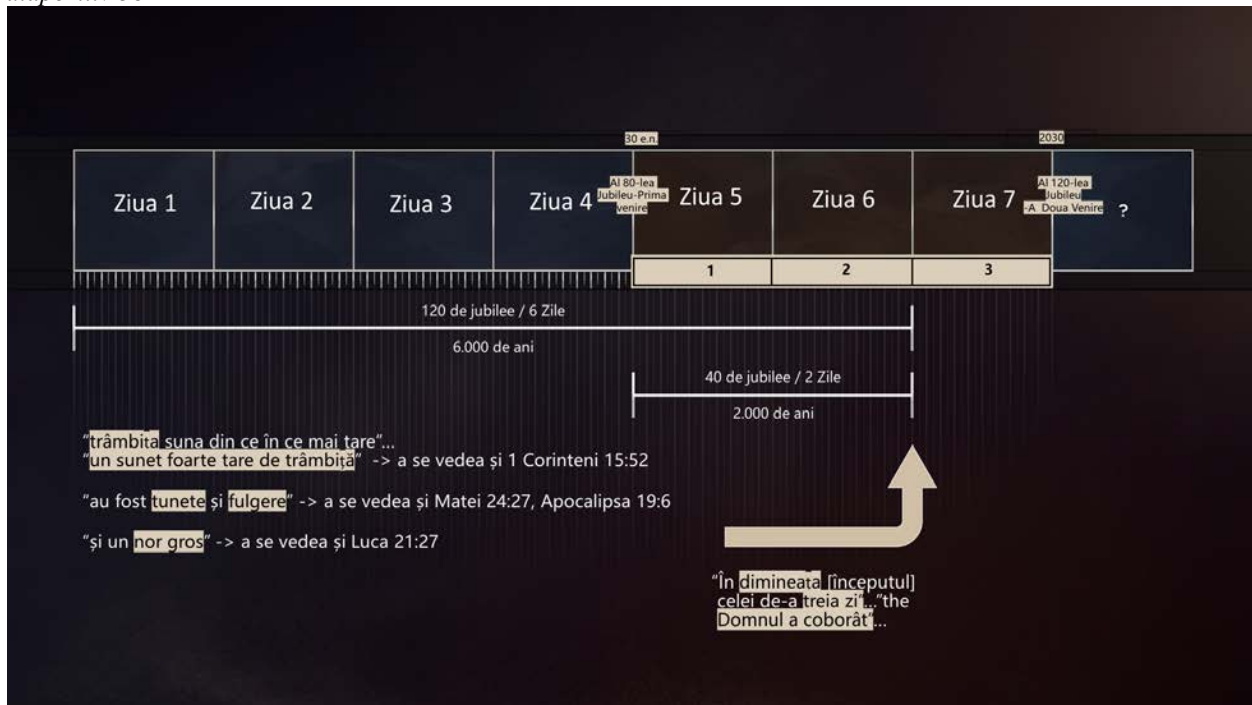 30 e.n.
2030
Ziua 1
Ziua 2
Ziua 3
Ziua 4
Al 80-lea
Jubileu-Prima
venire
Ziua 5
Ziua 6
Ziua 7
Al 120-lea
Jubileu
-A Doua Venire
?
1
2
3
120 de jubilee / 6 Zile
6.000 de ani
40 de jubilee / 2 Zile
2.000 de ani
"trâmbița suna din ce în ce mai tare"...
"un sunet foarte tare de trâmbiță" -> a se vedea și 1 Corinteni 15:52
"au fost tunete și fulgere" -> a se vedea și Matei 24:27, Apocalipsa 19:6
"și un nor gros" -> a se vedea și Luca 21:27
"În dimineața [începutul]
celei de-a treia zi"..."the
Domnul a coborât"...